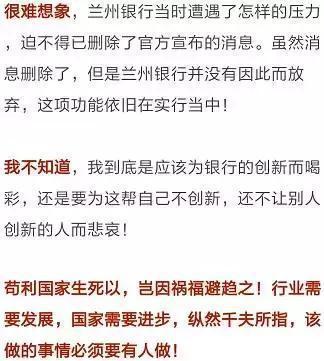 很难想象，兰州银行当时遭遇了怎样的压力
，迫不得已删除了官方宣布的消息。虽然消
息删除了，但是兰州银行并没有因此而放
弃，这项功能依旧在实行当中！
我不知道，我到底是应该为银行的创新而喝
彩，还是要为这帮自己不创新，还不让别人
创新的人而悲哀！
苟利国家生死以，岂因祸福避趋之！行业需
要发展，国家需要进步，纵然千夫所指，该
做的事情必须要有人做！